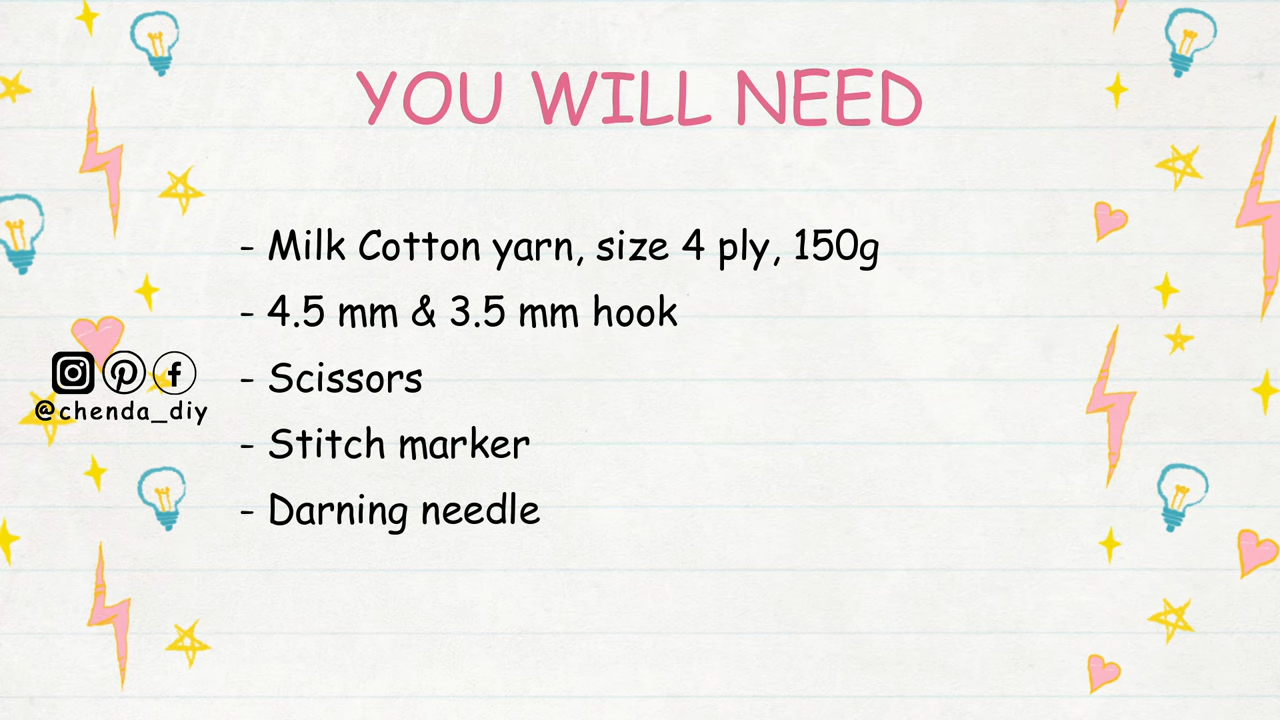 YOU WILL NEED
- Milk Cotton yarn, size 4 ply, 150g
- 4.5 mm & 3.5 mm hook
- Scissors
@chenda_diy
- Stitch marker
- Darning needle